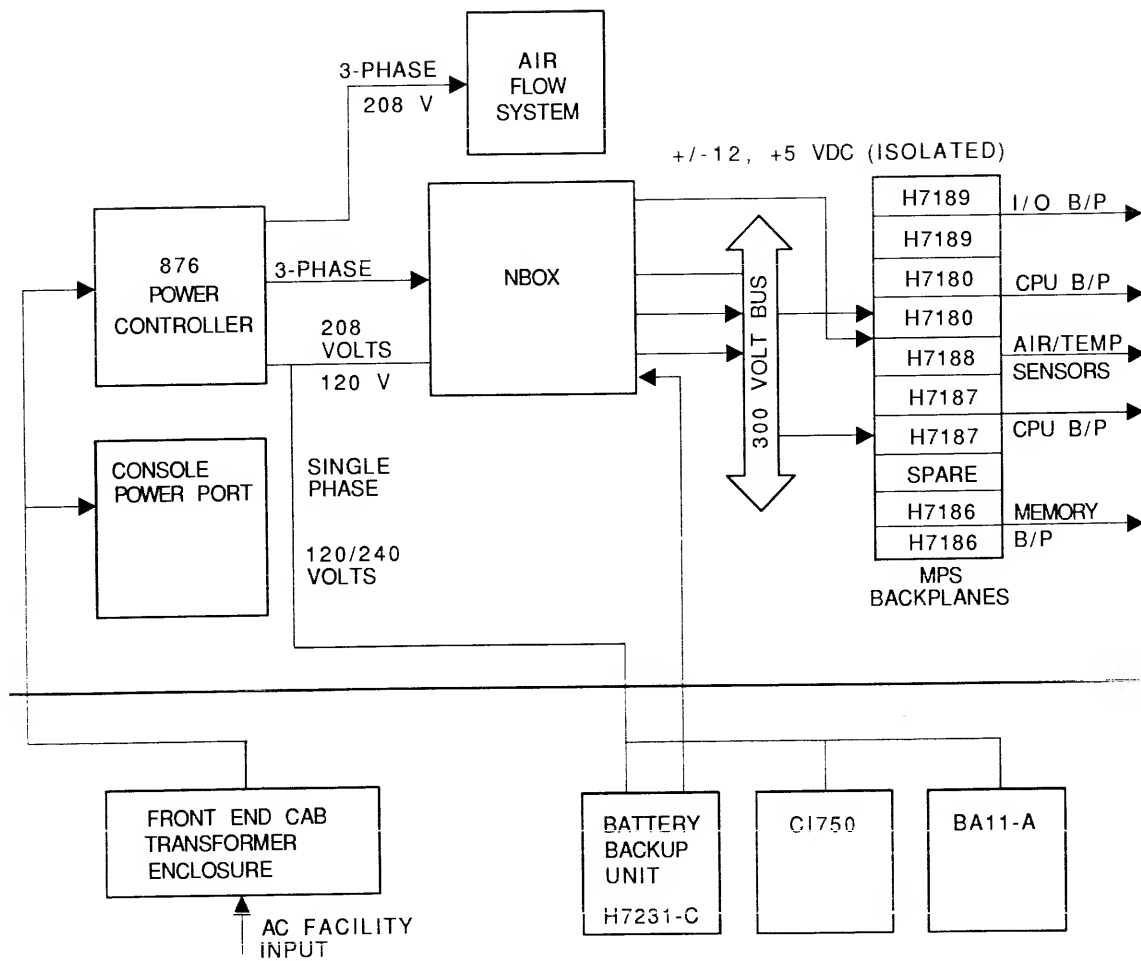 3-PHASE
208 V
AIR
FLOW
SYSTEM
+/-12, +5 VDC (ISOLATED)
876
POWER
CONTROLLER
3-PHASE
208
VOLTS
120 V
NBOX
300 VOLT BUS
H7189
H7189
H7180
H7180
H7188
H7187
H7187
SPARE
H7186
H7186
MPS
BACKPLANES
I/O B/P
CPU B/P
AIR/TEMP
SENSORS
CPU B/P
MEMORY
B/P
CONSOLE
POWER PORT
SINGLE
PHASE
120/240
VOLTS
FRONT END CAB
TRANSFORMER
ENCLOSURE
AC FACILITY
INPUT
BATTERY
BACKUP
UNIT
H7231-C
CI750
BA11-A